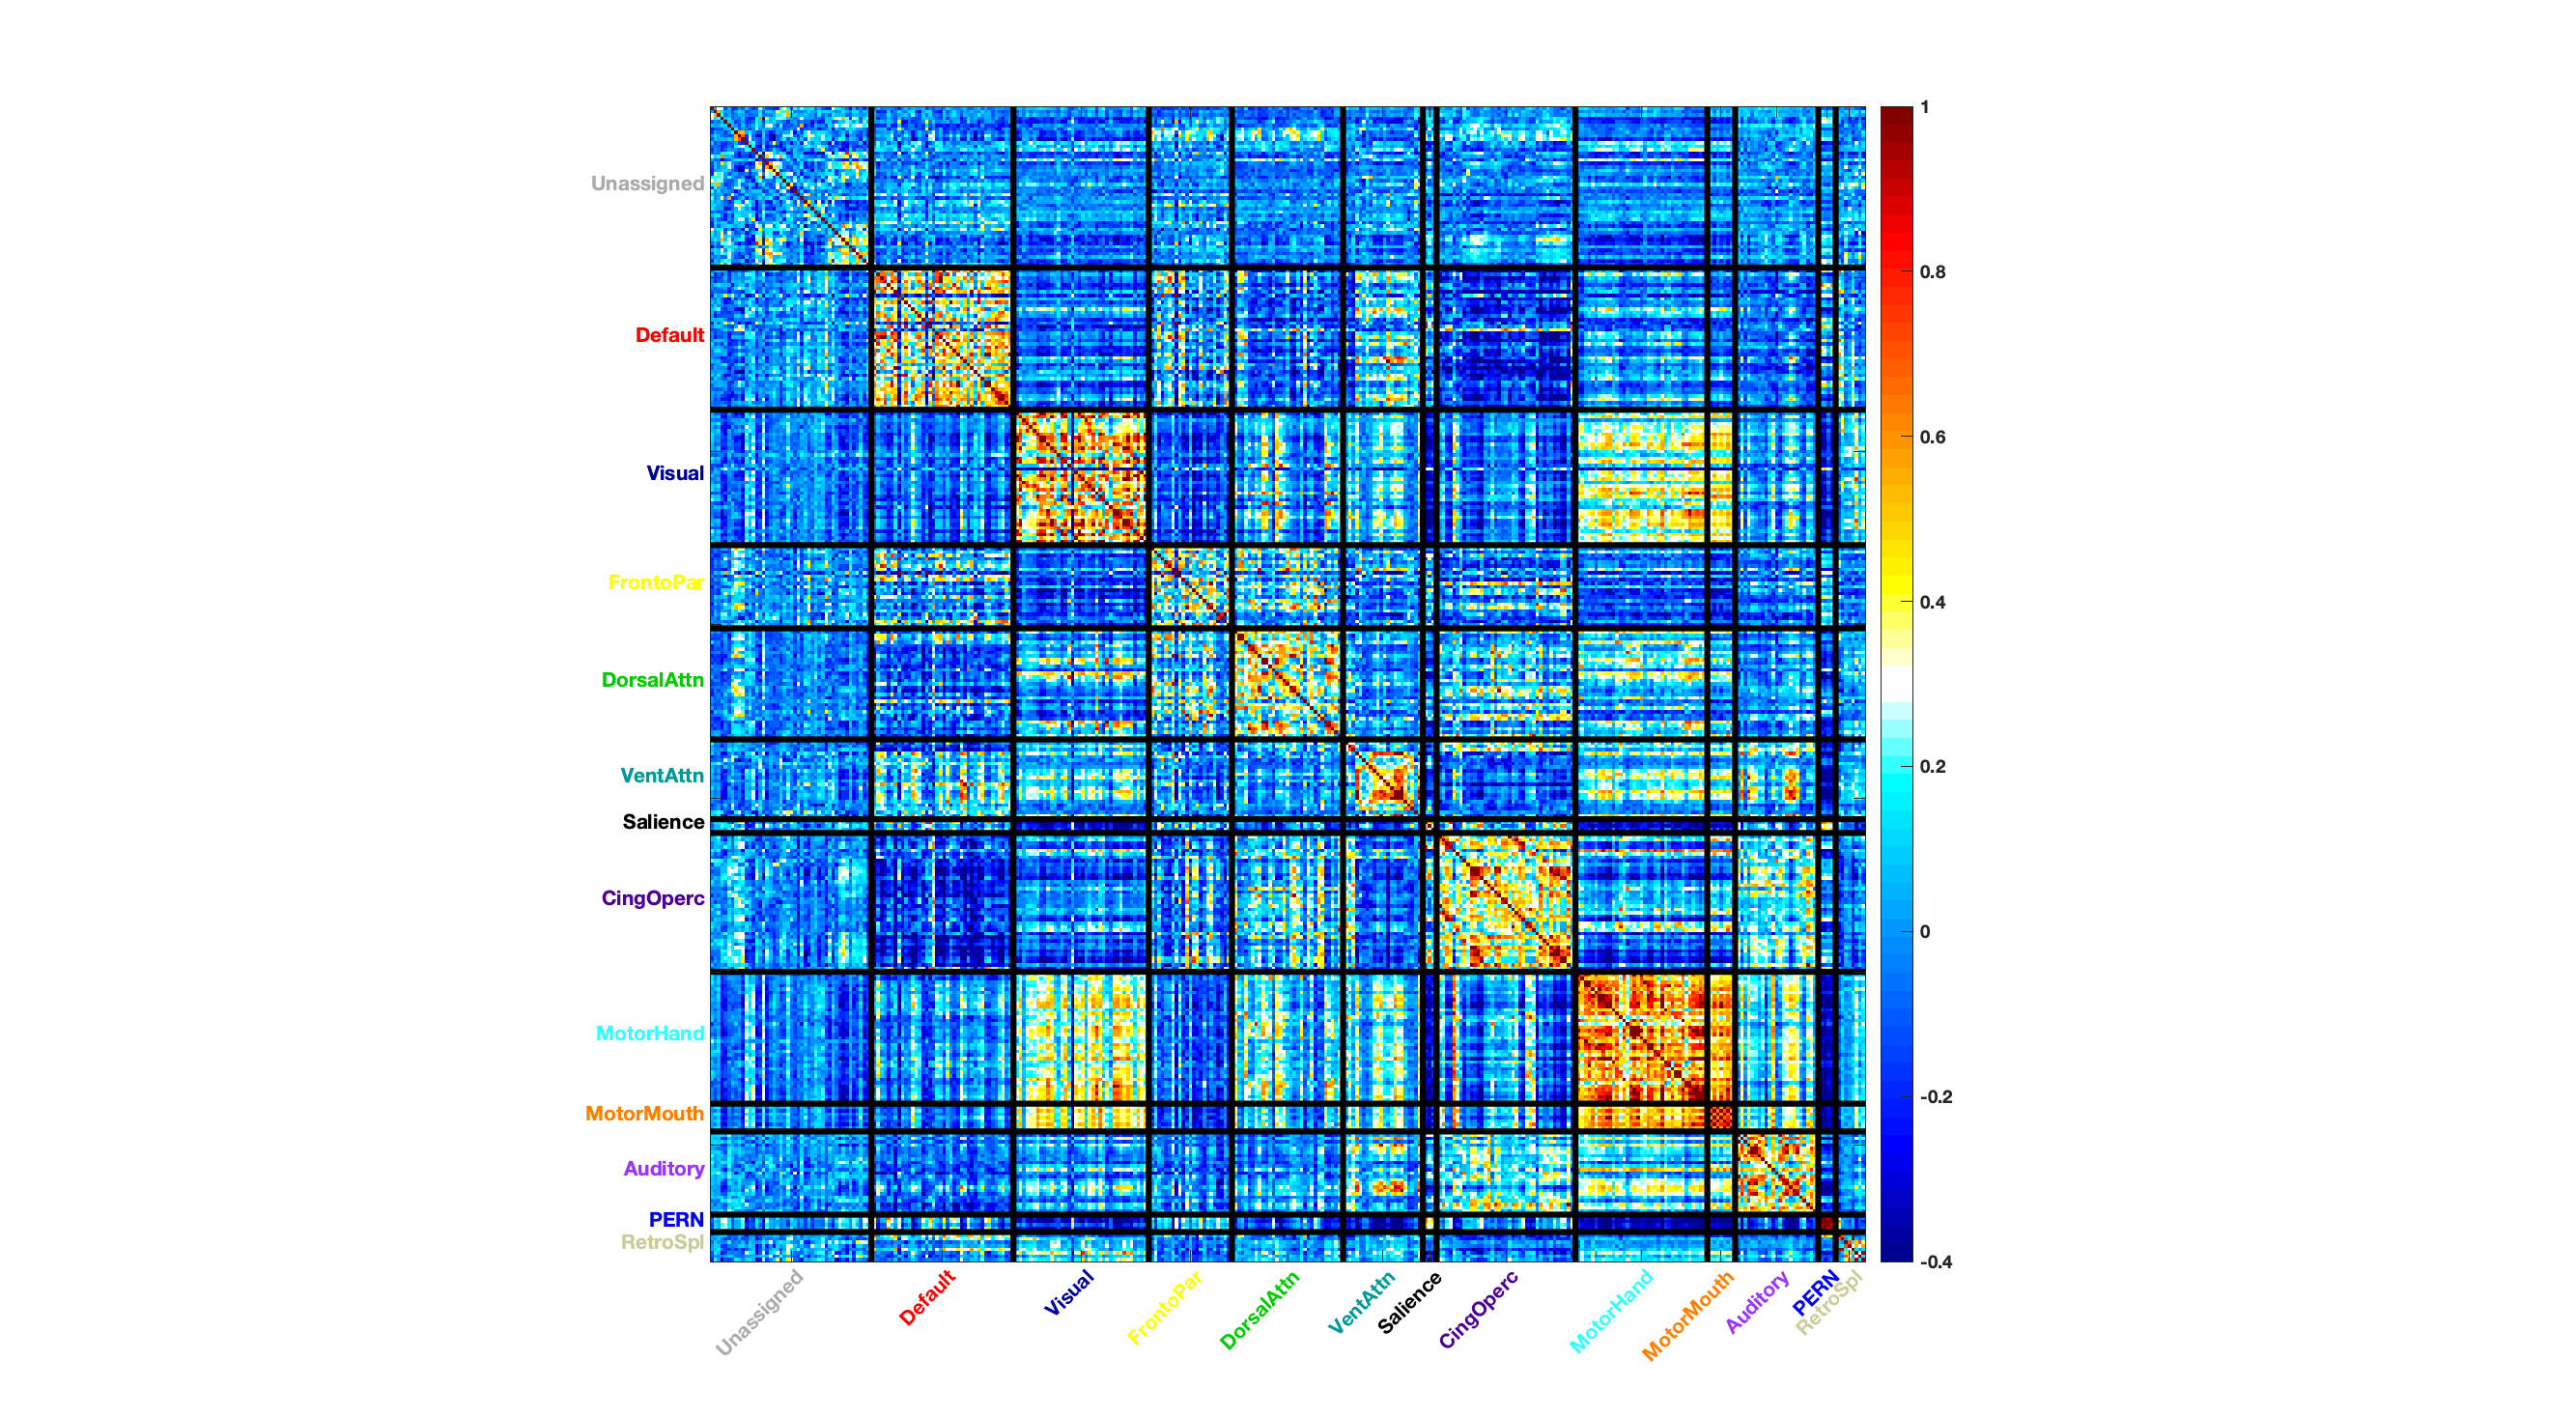 Unassigned
Default
Visual
FrontoPar
DorsalAttn
VentAttn
Salience
CingOperc
MotorHand
MotorMouth
Auditory
PERN
RetroSpl
Unassigned
Default
Visual
FrontoPar
DorsalAttn
VentAttn
Salience
CingOperc
MotorHand
MotorMouth
Auditory
PERN
RetroSpl
1
0.8
0.6
0.4
0.2
0
-0.2
-0.4